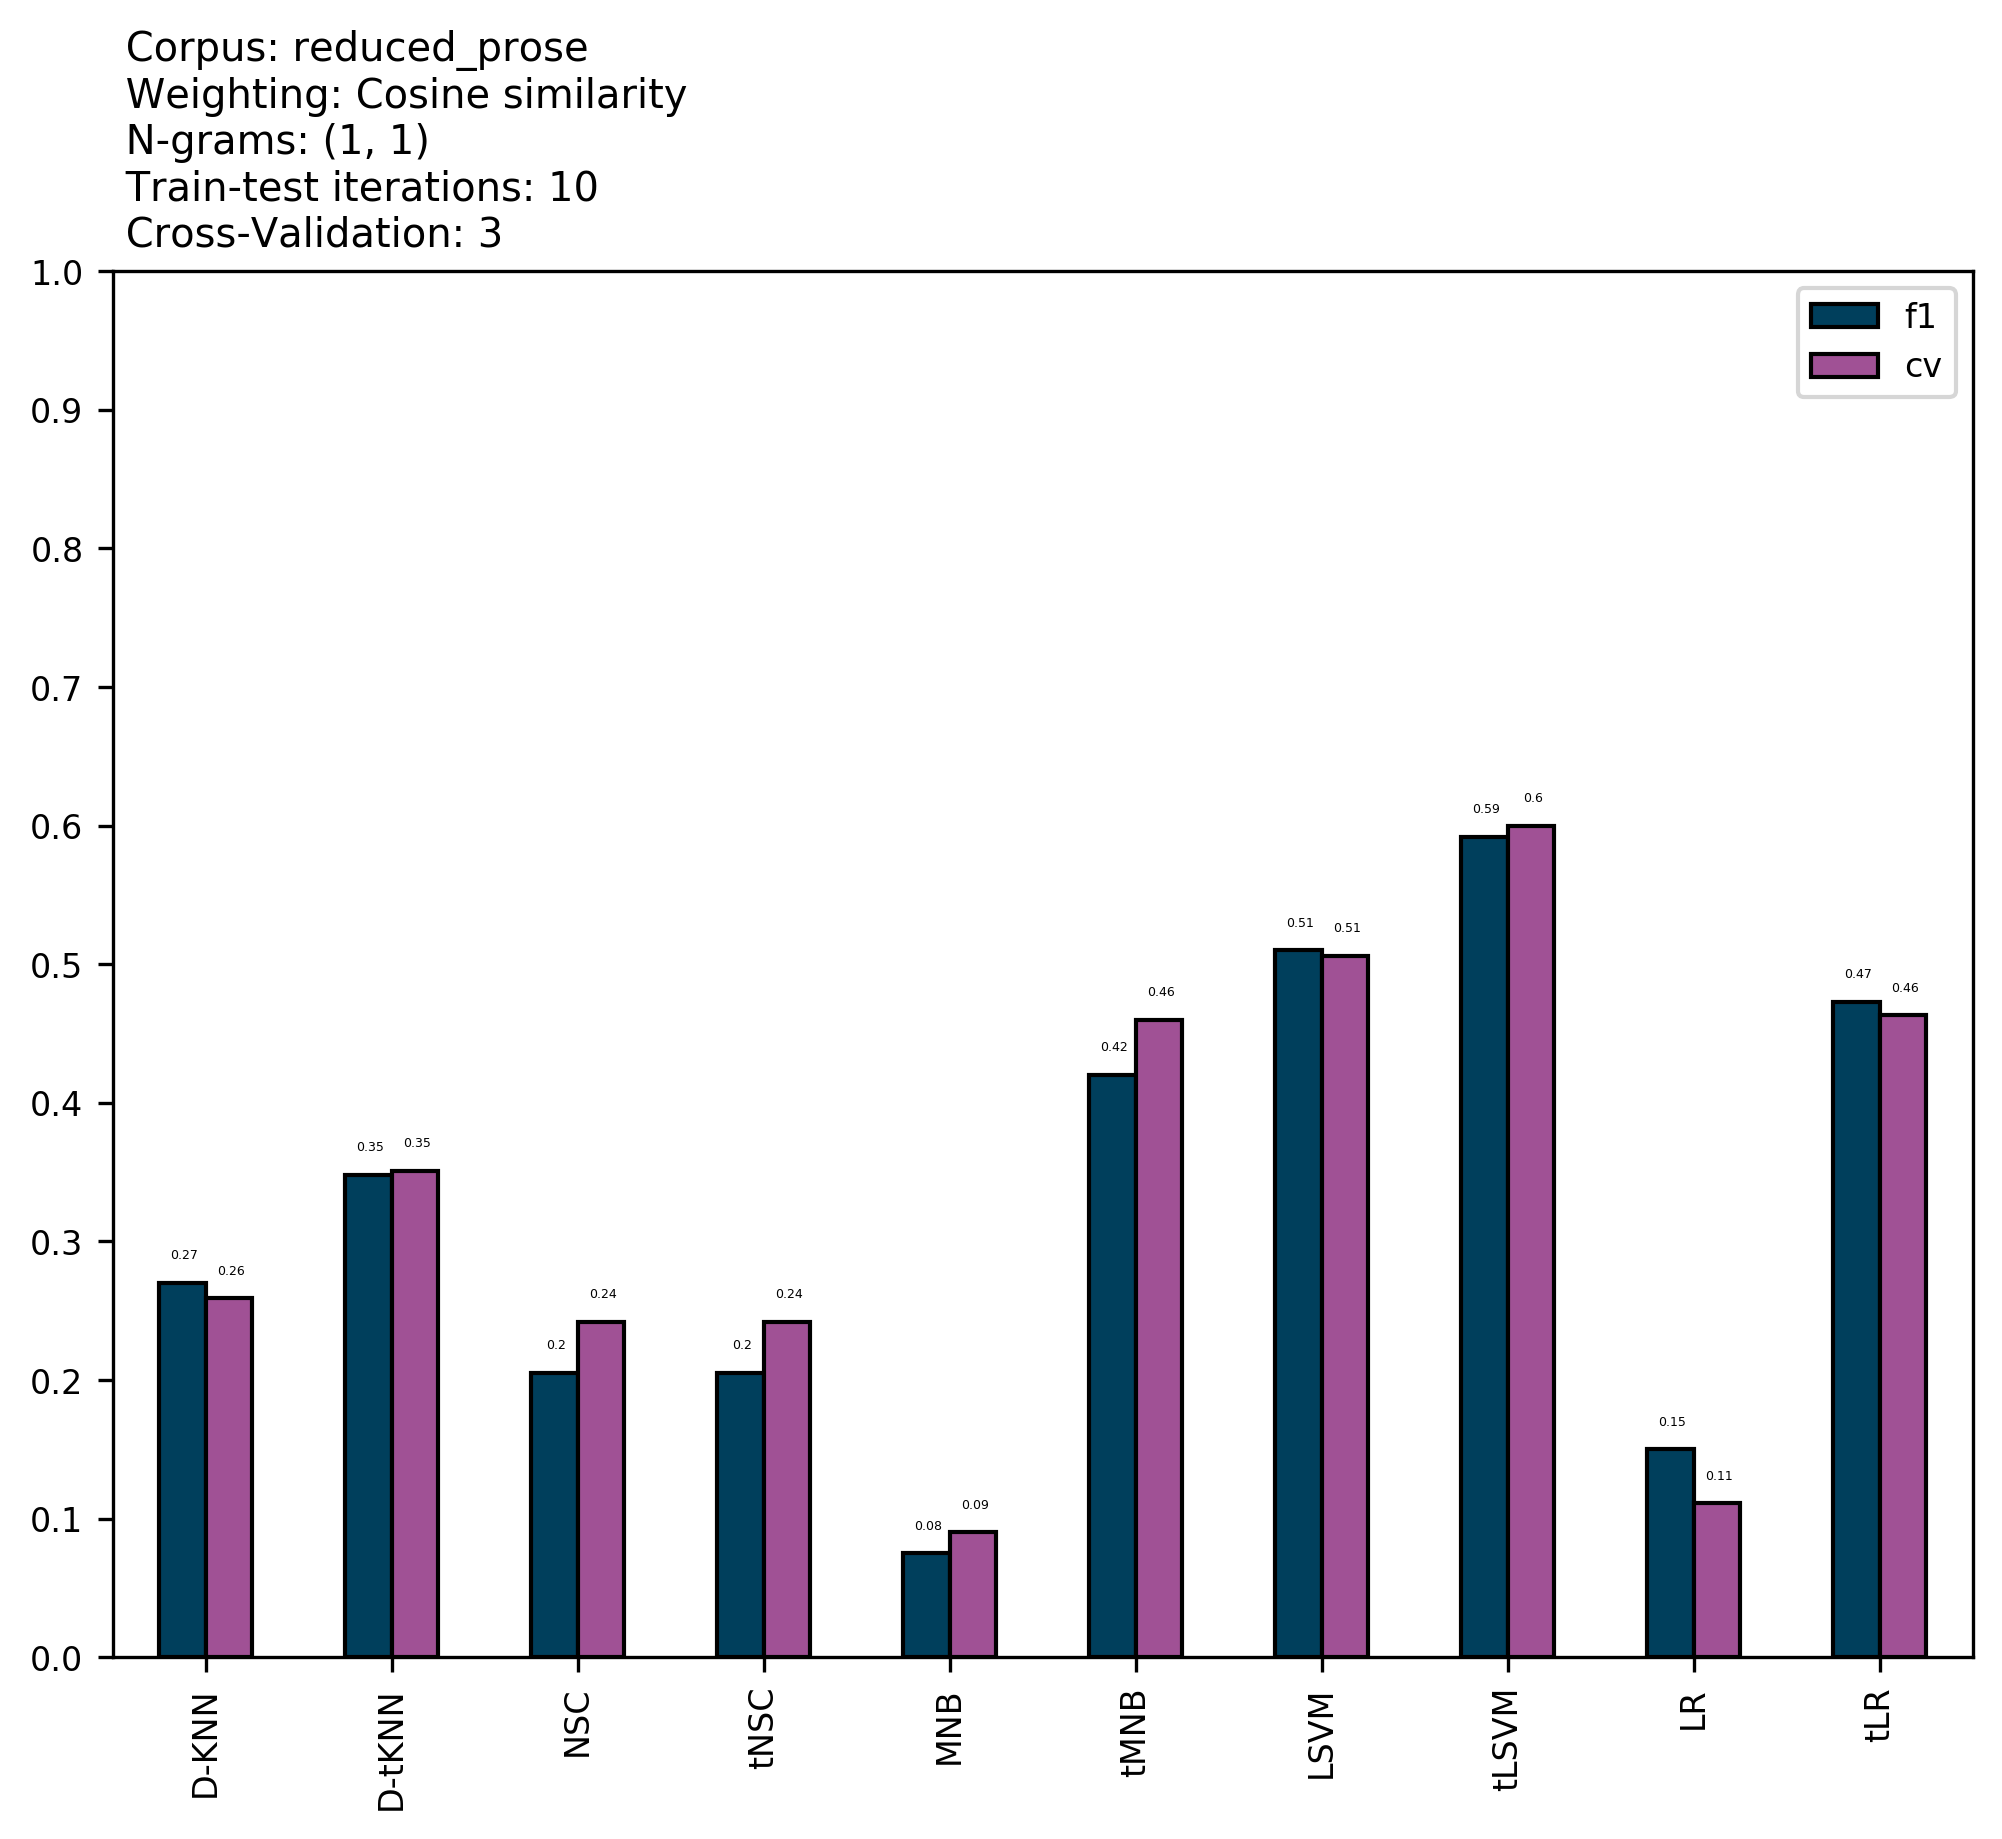 Corpus: reduced_prose
Weighting: Cosine similarity
N-grams: (1, 1)
Train-test iterations: 10
Cross-Validation: 3
1.0
0.9
0.8
0.7
0.6
0.5
0.4
0.3
0.2
0.1
0.0
f1
cv
0.27
0.26
0.35
0.35
0.2
0.24
0.2
0.24
0.08
0.09
0.42
0.46
0.51
0.51
0.59
0.6
0.15
0.11
0.47
0.46
D-KNN
D-tKNN
NSC
tNSC
MNB
tMNB
LSVM
tLSVM
LR
tLR